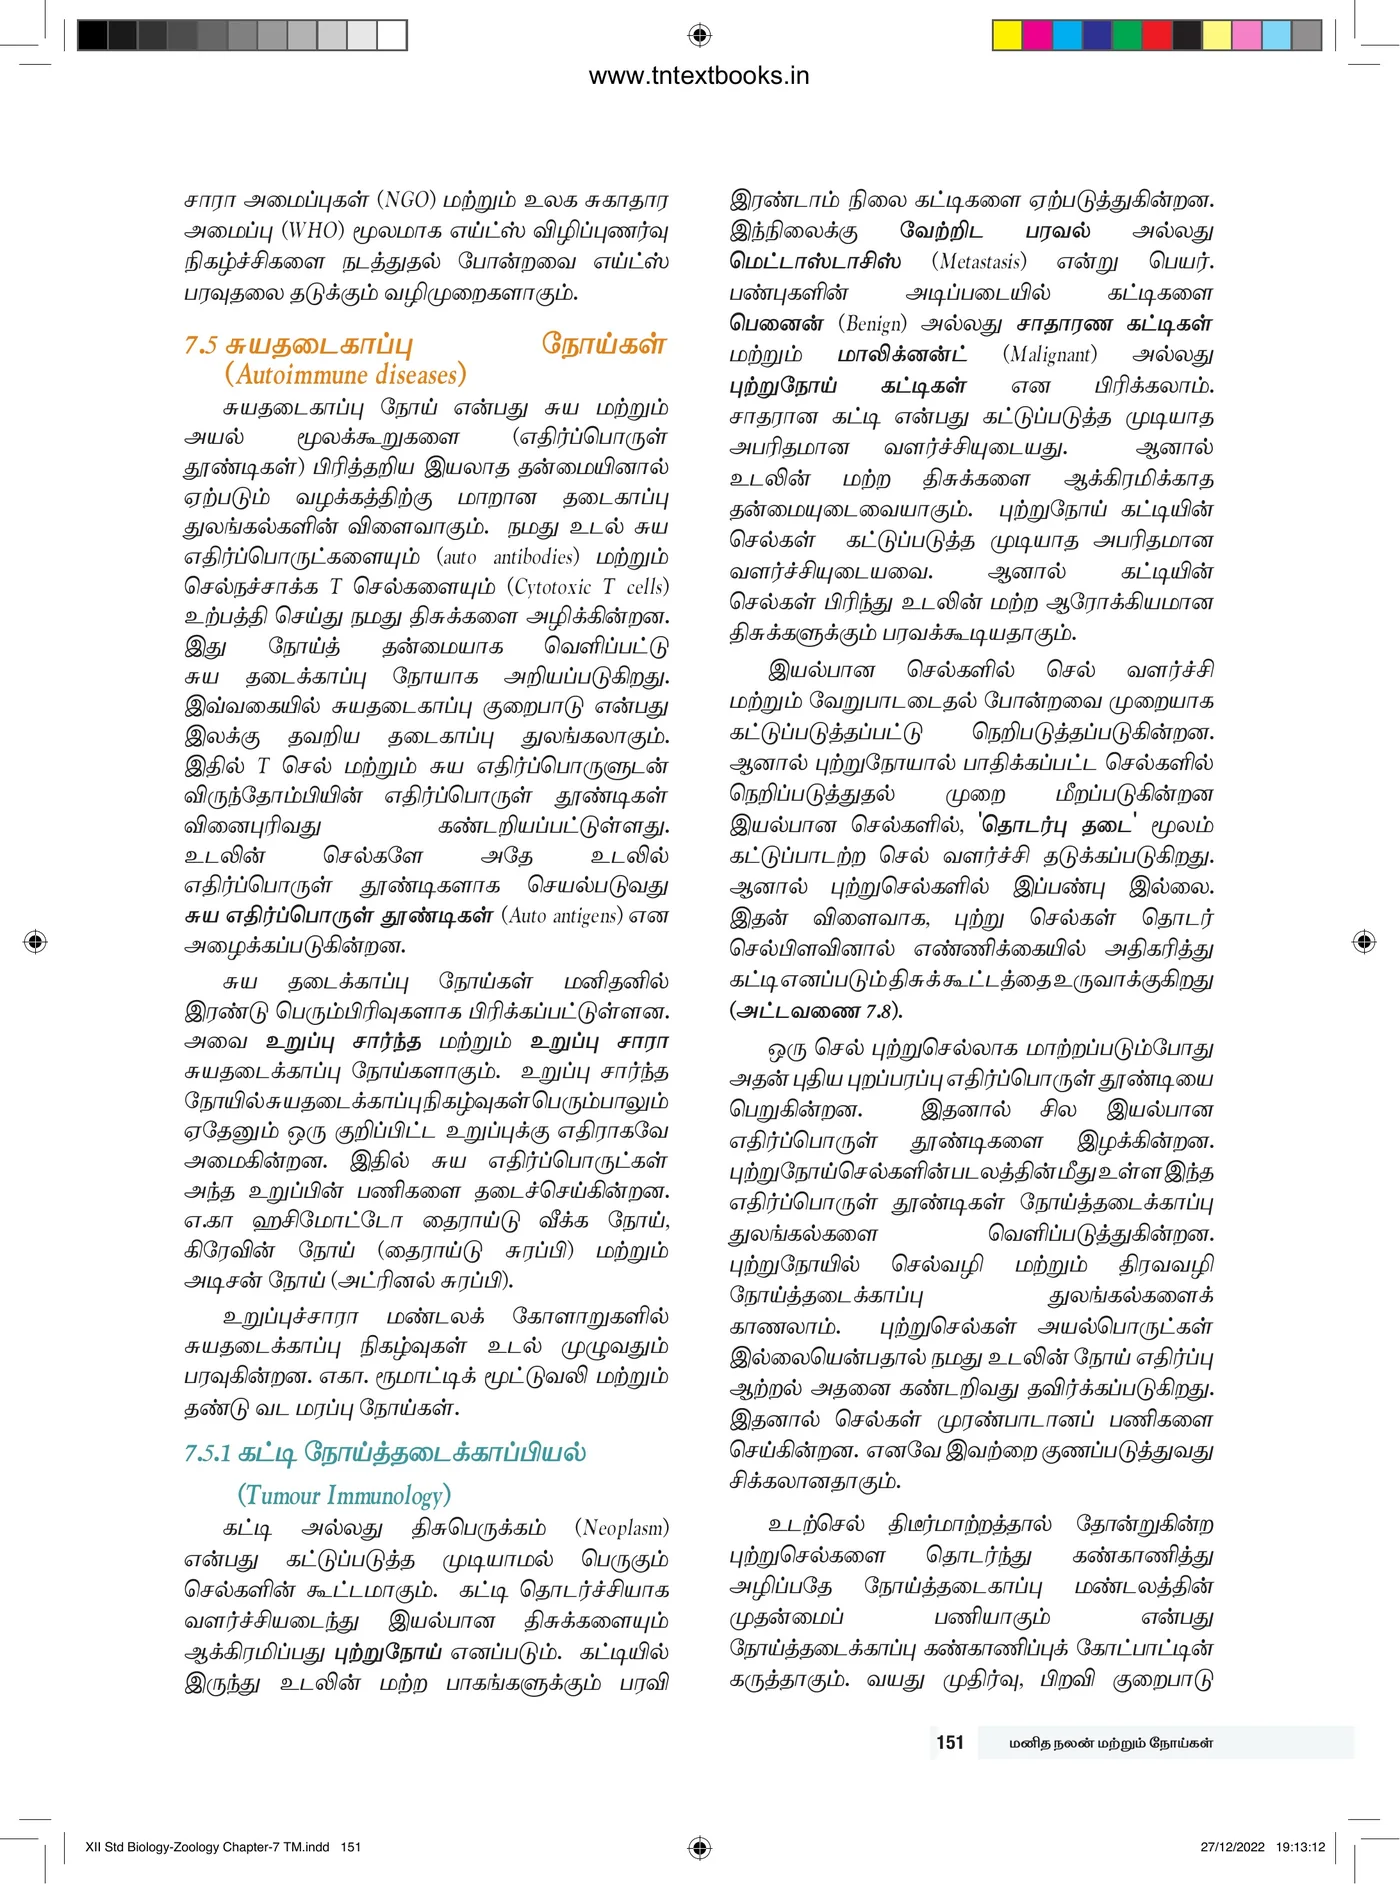 www.tntextbooks.in
சாரா அமைப்புகள் (NGO) மற்றும் உலக சுகாதார
அமைப்பு (WHO) மூலமாக எய்ட்ஸ் விழிப்புணர்வு
நிகழ்ச்சிகளை நடத்துதல் போன்றவை எய்ட்ஸ்
பரவுதலை தடுக்கும் வழிமுறைகளாகும்.
7.5 சுயதடைகாப்பு நோய்கள்
(Autoimmune diseases)
சுயதடைகாப்பு நோய் என்பது சுய மற்றும்
அயல் மூலக்கூறுகளை (எதிர்ப்பொருள்
தூண்டிகள்) பிரித்தறிய இயலாத தன்மையினால்
ஏற்படும் வழக்கத்திற்கு மாறான தடைகாப்பு
துலங்கல்களின் விளைவாகும். நமது உடல் சுய
எதிர்ப்பொருட்களையும் (auto antibodies) மற்றும்
செல்நச்சாக்க T செல்களையும் (Cytotoxic T cells)
உற்பத்தி செய்து நமது திசுக்களை அழிக்கின்றன.
இது நோய்த் தன்மையாக வெளிப்பட்டு
சுய தடைக்காப்பு நோயாக அறியப்படுகிறது.
இவ்வகையில் சுயதடைகாப்பு குறைபாடு என்பது
இலக்கு தவறிய தடைகாப்பு துலங்கலாகும்.
இதில் T செல் மற்றும் சுய எதிர்ப்பொருளுடன்
விருந்தோம்பியின் எதிர்ப்பொருள் தூண்டிகள்
வினைபுரிவது கண்டறியப்பட்டுள்ளது.
உடலின் செல்களே அதே உடலில்
எதிர்ப்பொருள் தூண்டிகளாக செயல்படுவது
சுய எதிர்ப்பொருள் தூண்டிகள் (Auto antigens) என
அழைக்கப்படுகின்றன.
சுய தடைக்காப்பு நோய்கள் மனிதனில்
இரண்டு பெரும்பிரிவுகளாக பிரிக்கப்பட்டுள்ளன.
அவை உறுப்பு சார்ந்த மற்றும் உறுப்பு சாரா
சுயதடைக்காப்பு நோய்களாகும். உறுப்பு சார்ந்த
நோயில் சுயதடைக்காப்பு நிகழ்வுகள் பெரும்பாலும்
ஏதேனும் ஒரு குறிப்பிட்ட உறுப்புக்கு எதிராகவே
அமைகின்றன. இதில் சுய எதிர்ப்பொருட்கள்
அந்த உறுப்பின் பணிகளை தடைச்செய்கின்றன.
எ.கா ஹசிமோட்டோ தைராய்டு வீக்க நோய்,
கிரேவின் நோய் (தைராய்டு சுரப்பி) மற்றும்
அடிசன் நோய் (அட்ரினல் சுரப்பி).
உறுப்புச்சாரா மண்டலக் கோளாறுகளில்
சுயதடைக்காப்பு நிகழ்வுகள் உடல் முழுவதும்
பரவுகின்றன. எகா. ரூமாட்டிக் மூட்டுவலி மற்றும்
தண்டு வட மரப்பு நோய்கள்.
7.5.1 கட்டி நோய்த்தடைக்காப்பியல்
(Tumour Immunology)
கட்டி அல்லது திசுபெருக்கம் (Neoplasm)
என்பது கட்டுப்படுத்த முடியாமல் பெருகும்
செல்களின் கூட்டமாகும். கட்டி தொடர்ச்சியாக
வளர்ச்சியடைந்து இயல்பான திசுக்களையும்
ஆக்கிரமிப்பது புற்றுநோய் எனப்படும். கட்டியில்
இருந்து உடலின் மற்ற பாகங்களுக்கும் பரவி
இரண்டாம் நிலை கட்டிகளை ஏற்படுத்துகின்றன.
இந்நிலைக்கு வேற்றிட பரவல் அல்லது
மெட்டாஸ்டாசிஸ் (Metastasis) என்று பெயர்.
பண்புகளின் அடிப்படையில் கட்டிகளை
பெனைன் (Benign) அல்லது சாதாரண கட்டிகள்
மற்றும் மாலிக்னன்ட் (Malignant) அல்லது
புற்றுநோய் கட்டிகள் என பிரிக்கலாம்.
சாதரான கட்டி என்பது கட்டுப்படுத்த முடியாத
அபரிதமான வளர்ச்சியுடையது. ஆனால்
உடலின் மற்ற திசுக்களை ஆக்கிரமிக்காத
தன்மையுடைவையாகும். புற்றுநோய் கட்டியின்
செல்கள் கட்டுப்படுத்த முடியாத அபரிதமான
வளர்ச்சியுடையவை. ஆனால் கட்டியின்
செல்கள் பிரிந்து உடலின் மற்ற ஆரோக்கியமான
திசுக்களுக்கும் பரவக்கூடியதாகும்.
இயல்பான செல்களில் செல் வளர்ச்சி
மற்றும் வேறுபாடடைதல் போன்றவை முறையாக
கட்டுப்படுத்தப்பட்டு நெறிபடுத்தப்படுகின்றன.
ஆனால் புற்றுநோயால் பாதிக்கப்பட்ட செல்களில்
நெறிப்படுத்துதல் முறை மீறப்படுகின்றன
இயல்பான செல்களில், 'தொடர்பு தடை' மூலம்
கட்டுப்பாடற்ற செல் வளர்ச்சி தடுக்கப்படுகிறது.
ஆனால் புற்றுசெல்களில் இப்பண்பு இல்லை.
இதன் விளைவாக, புற்று செல்கள் தொடர்
செல்பிளவினால் எண்ணிக்கையில் அதிகரித்து
கட்டி எனப்படும் திசுக்கூட்டத்தை உருவாக்குகிறது
(அட்டவணை 7.8).
ஒரு செல் புற்றுசெல்லாக மாற்றப்படும்போது
அதன் புதிய புறப்பரப்பு எதிர்ப்பொருள் தூண்டியை
பெறுகின்றன. இதனால் சில இயல்பான
எதிர்ப்பொருள் தூண்டிகளை இழக்கின்றன.
புற்றுநோய்செல்களின் படலத்தின் மீது உள்ள இந்த
எதிர்ப்பொருள் தூண்டிகள் நோய்த்தடைக்காப்பு
துலங்கல்களை வெளிப்படுத்துகின்றன.
புற்றுநோயில் செல்வழி மற்றும் திரவவழி
நோய்த்தடைக்காப்பு துலங்கல்களைக்
காணலாம். புற்றுசெல்கள் அயல்பொருட்கள்
இல்லையென்பதால் நமது உடலின் நோய் எதிர்ப்பு
ஆற்றல் அதனை கண்டறிவது தவிர்க்கப்படுகிறது.
இதனால் செல்கள் முரண்பாடானப் பணிகளை
செய்கின்றன. எனவே இவற்றை குணப்படுத்துவது
சிக்கலானதாகும்.
உடற்செல் திடீர்மாற்றத்தால் தோன்றுகின்ற
புற்றுசெல்களை தொடர்ந்து கண்காணித்து
அழிப்பதே நோய்த்தடைகாப்பு மண்டலத்தின்
முதன்மைப் பணியாகும் என்பது
நோய்த்தடைக்காப்பு கண்காணிப்புக் கோட்பாட்டின்
கருத்தாகும். வயது முதிர்வு, பிறவி குறைபாடு
151 மனித நலன் மற்றும் நோய்கள்
XII Std Biology-Zoology Chapter-7 TM.indd 151 27/12/2022 19:13:12